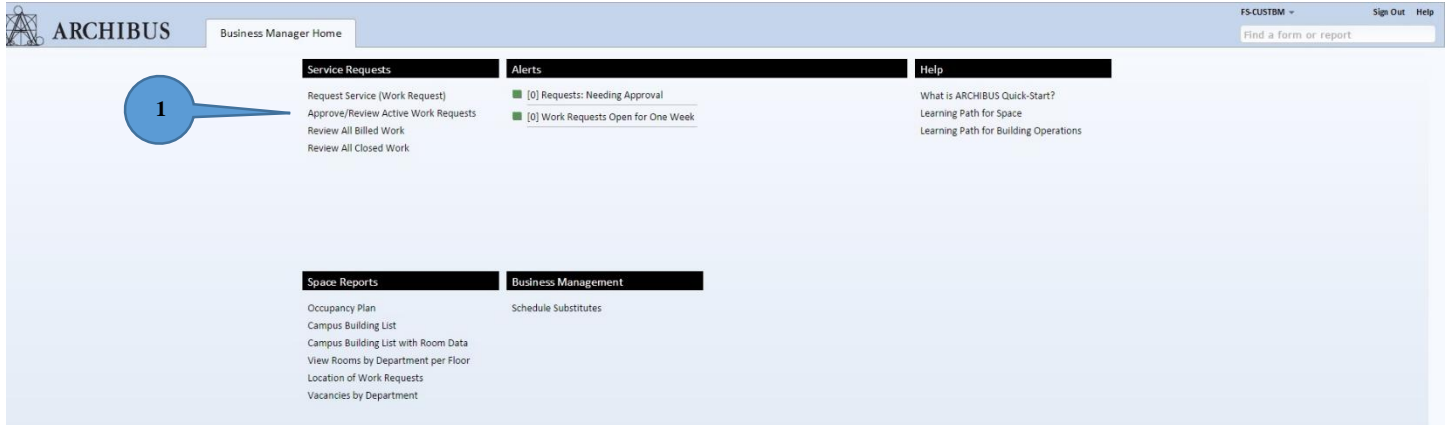 FS-CUSTBM Sign Out Help
ARCHIBUS
Business Manager Home
Find a form or report
Service Requests
Request Service (Work Request)
Approve/Review Active Work Requests
Review All Billed Work
Review All Closed Work
1
Alerts
[0] Requests: Needing Approval
[0] Work Requests Open for One Week
Help
What is ARCHIBUS Quick-Start?
Learning Path for Space
Learning Path for Building Operations
Space Reports
Occupancy Plan
Campus Building List
Campus Building List with Room Data
View Rooms by Department per Floor
Location of Work Requests
Vacancies by Department
Business Management
Schedule Substitutes